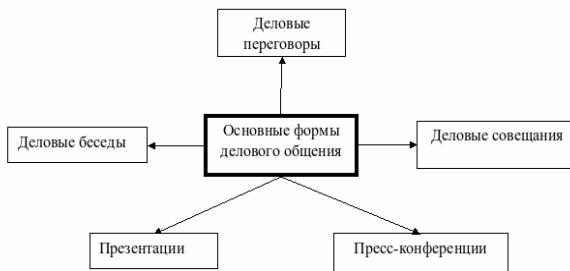 Деловые
переговоры
Деловые беседы
Основные формы
делового общения
Деловые совещания
Презентации
Пресс-конференции